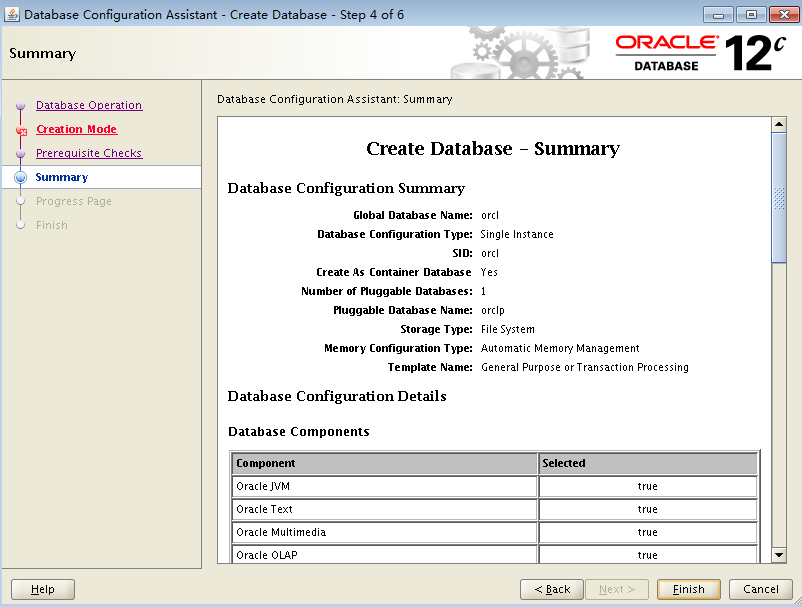 Database Configuration Assistant - Create Database - Step 4 of 6
Summary
ORACLE®
DATABASE
12c
Database Operation
Creation Mode
Prerequisite Checks
Summary
Progress Page
Finish
Database Configuration Assistant: Summary
Create Database - Summary
Database Configuration Summary
Global Database Name: orcl
Database Configuration Type: Single Instance
SID: orcl
Create As Container Database Yes
Number of Pluggable Databases: 1
Pluggable Database Name: orclp
Storage Type: File System
Memory Configuration Type: Automatic Memory Management
Template Name: General Purpose or Transaction Processing
Database Configuration Details
Database Components
Component Selected
Oracle JVM true
Oracle Text true
Oracle Multimedia true
Oracle OLAP true
Help
< Back
Next >
Finish
Cancel